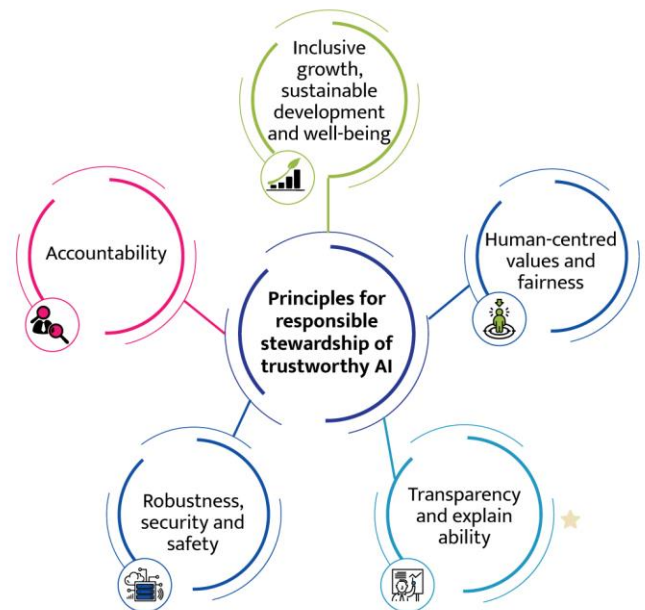 Inclusive
growth,
sustainable
development
and well-being
Accountability
Human-centred
values and
fairness
Principles for
responsible
stewardship of
trustworthy AI
Robustness,
security and
safety
Transparency
and explain
ability